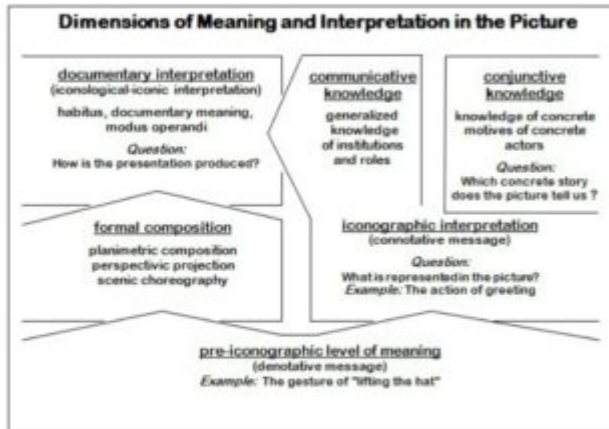 Dimensions of Meaning and Interpretation in the Picture
documentary interpretation
(iconological-iconic interpretation)
habitus, documentary meaning,
modus operandi
Question:
How is the presentation produced?
communicative
knowledge
generalized
knowledge
of institutions
and roles
conjunctive
knowledge
knowledge of concrete
motives of concrete
actors
Question:
Which concrete story
does the picture tell us ?
formal composition
planimetric composition
perspectivic projection
scenic choreography
iconographic interpretation
(connotative message)
Question:
What is represented in the picture?
Example: The action of greeting
pre-iconographic level of meaning
(denotative message)
Example: The gesture of "lifting the hat"